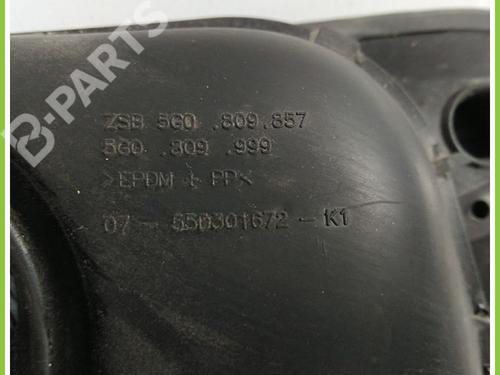 B-PARTS
ZSB 5G0 .809.857
5G0 .809 .999
>EPDM + PP<
07-550301672-K1